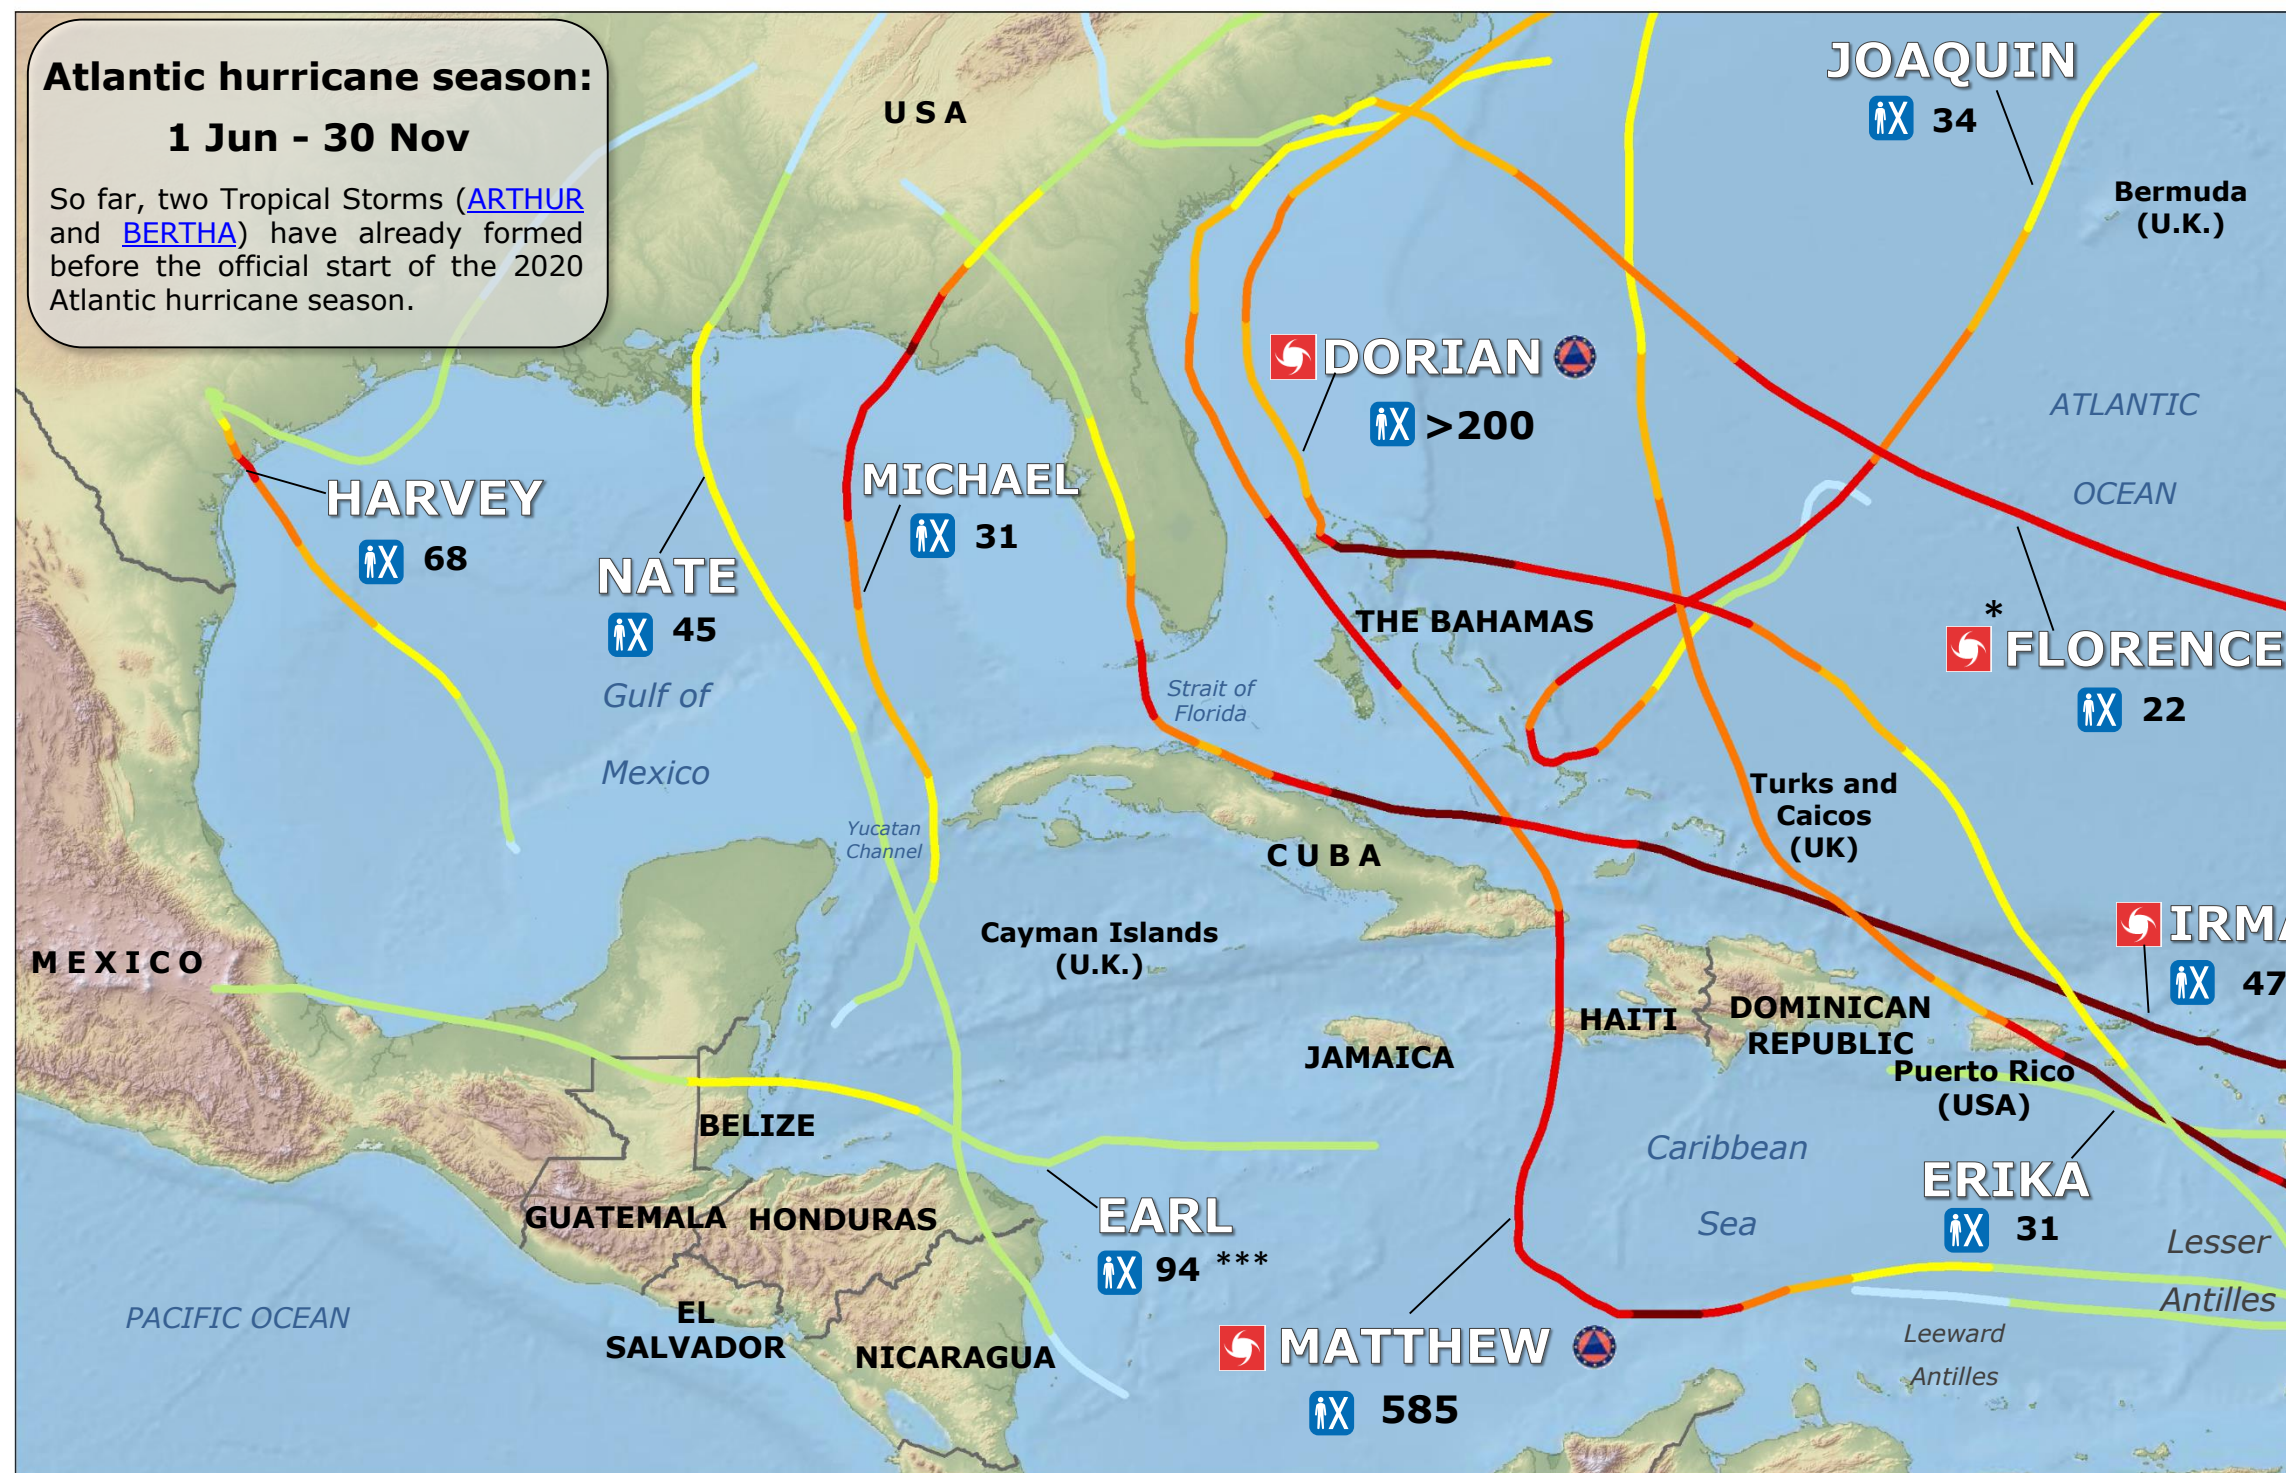 Atlantic hurricane season:
1 Jun - 30 Nov
So far, two Tropical Storms (ARTHUR
and BERTHA) have already formed
before the official start of the 2020
Atlantic hurricane season.
USA
JOAQUIN
34
Bermuda
(U.K.)
DORIAN
>200
ATLANTIC
OCEAN
HARVEY
68
NATE
45
MICHAEL
31
Gulf of
Mexico
THE BAHAMAS
*
FLORENCE
22
Strait of
Florida
Turks and
Caicos
(UK)
Yucatan
Channel
CUBA
Cayman Islands
(U.K.)
IRMA
47
MEXICO
HAITI
DOMINICAN
REPUBLIC
JAMAICA
Puerto Rico
(USA)
BELIZE
Caribbean
Sea
ERIKA
31
GUATEMALA
HONDURAS
EARL
94 ***
Lesser
Antilles
PACIFIC OCEAN
EL
SALVADOR
NICARAGUA
MATTHEW
585
Leeward
Antilles